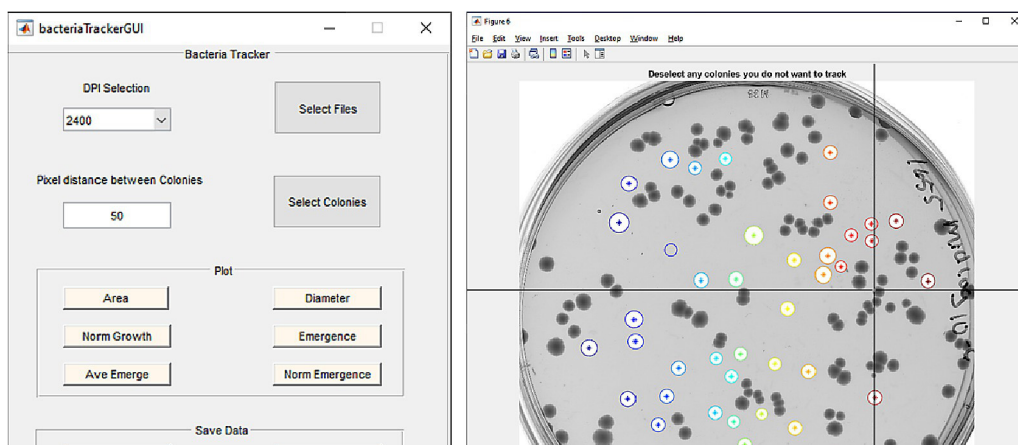 bacteriaTrackerGUI
Bacteria Tracker
DPI Selection
2400
Select Files
Pixel distance between Colonies
50
Select Colonies
Plot
Area
Diameter
Norm Growth
Emergence
Ave Emerge
Norm Emergence
Save Data
Figure 6
File Edit View Insert Tools Desktop Window Help
Deselect any colonies you do not want to track